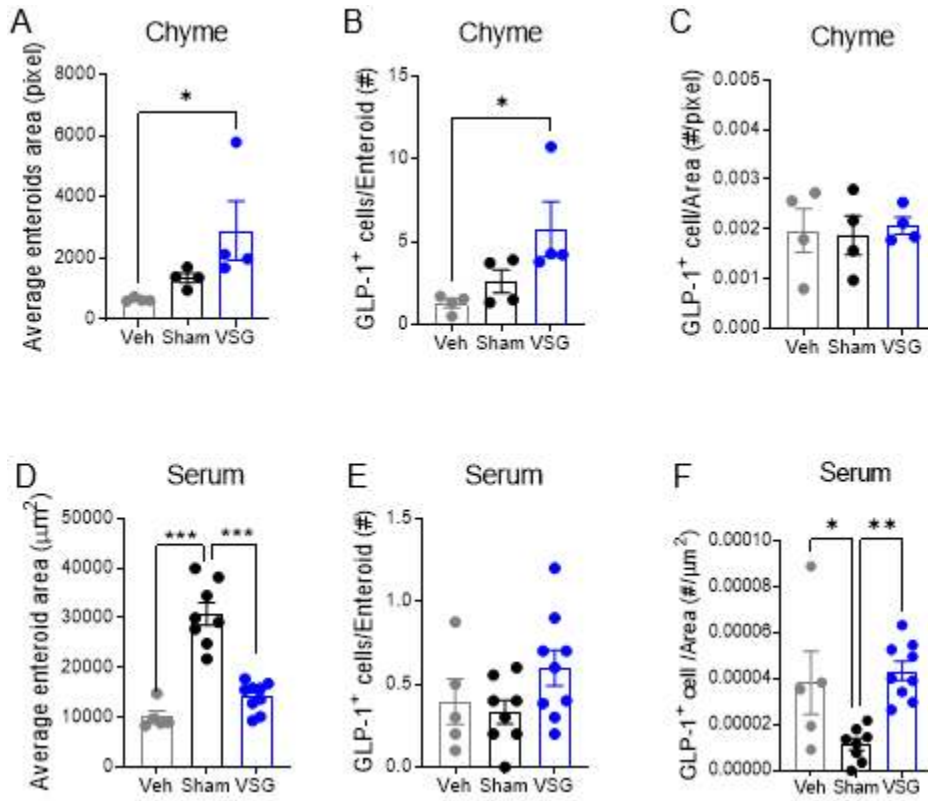 A
Chyme
Average enteroids area (pixel)
8000
6000
4000
2000
0
*
Veh Sham VSG
B
Chyme
GLP-1⁺ cells/Enteroid (#)
15
10
5
0
*
Veh Sham VSG
C
Chyme
GLP-1⁺ cell/Area (#/pixel)
0.005
0.004
0.003
0.002
0.001
0.000
Veh Sham VSG
D
Serum
Average enteroid area (μm²)
50000
40000
30000
20000
10000
0
*** ***
Veh Sham VSG
E
Serum
GLP-1⁺ cells/Enteroid (#)
1.5
1.0
0.5
0.0
Veh Sham VSG
F
Serum
GLP-1⁺ cell /Area (#/μm²)
0.00010
0.00008
0.00006
0.00004
0.00002
0.00000
* **
Veh Sham VSG